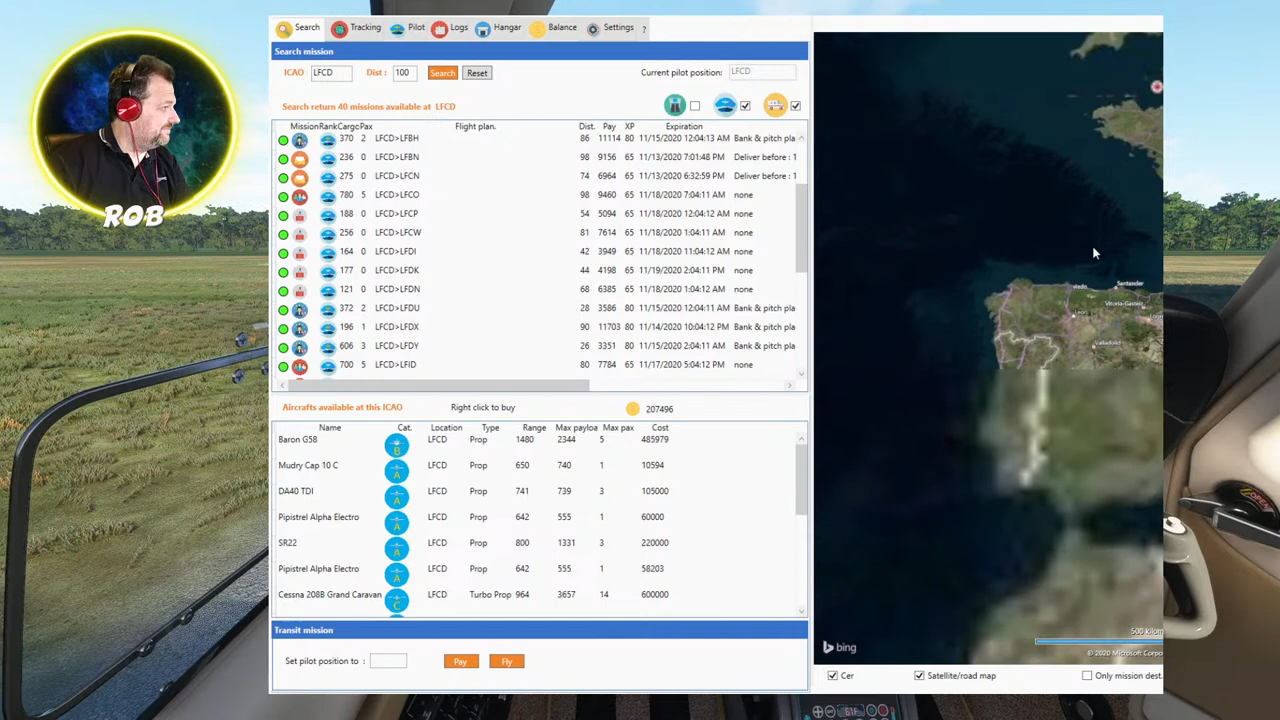 Search Tracking Pilot Logs Hangar Balance Settings ?
Search mission
ICAO LFCD Dist : 100 Search Reset Current pilot position: LFCD
Search return 40 missions available at LFCD
Mission Rank Cargo Pax Flight plan. Dist. Pay XP Expiration
370 2 LFCD>LFBH 86 11114 80 11/15/2020 12:04:13 AM Bank & pitch pla
236 0 LFCD>LFBN 98 9156 65 11/13/2020 7:01:48 PM Deliver before : 1
275 0 LFCD>LFCN 74 6964 65 11/13/2020 6:32:59 PM Deliver before : 1
780 5 LFCD>LFCO 98 9460 65 11/18/2020 7:04:11 AM none
188 0 LFCD>LFCP 54 5094 65 11/18/2020 12:04:12 AM none
256 0 LFCD>LFCW 81 7614 65 11/18/2020 1:04:11 AM none
164 0 LFCD>LFDI 42 3949 65 11/18/2020 11:04:12 AM none
177 0 LFCD>LFDK 44 4198 65 11/19/2020 2:04:11 PM none
121 0 LFCD>LFDN 68 6385 65 11/18/2020 1:04:12 AM none
372 2 LFCD>LFDU 28 3586 80 11/15/2020 12:04:11 AM Bank & pitch pla
196 1 LFCD>LFDX 90 11703 80 11/14/2020 10:04:12 PM Bank & pitch pla
606 3 LFCD>LFDY 26 3351 80 11/15/2020 2:04:11 AM Bank & pitch pla
700 5 LFCD>LFID 80 7784 65 11/17/2020 5:04:12 PM none
Aircrafts available at this ICAO Right click to buy 207496
Name Cat. Location Type Range Max payloa Max pax Cost
Baron G58 B LFCD Prop 1480 2344 5 485979
Mudry Cap 10 C A LFCD Prop 650 740 1 10594
DA40 TDI A LFCD Prop 741 739 3 105000
Pipistrel Alpha Electro A LFCD Prop 642 555 1 60000
SR22 A LFCD Prop 800 1331 3 220000
Pipistrel Alpha Electro A LFCD Prop 642 555 1 58203
Cessna 208B Grand Caravan C LFCD Turbo Prop 964 3657 14 600000
Transit mission
Set pilot position to : Pay Fly
ROB
viedo Santander
Vitoria-Gasteiz
León
Valladolid
500 kilom
bing
© 2020 Microsoft Corpo
Cer Satellite/road map Only mission dest.